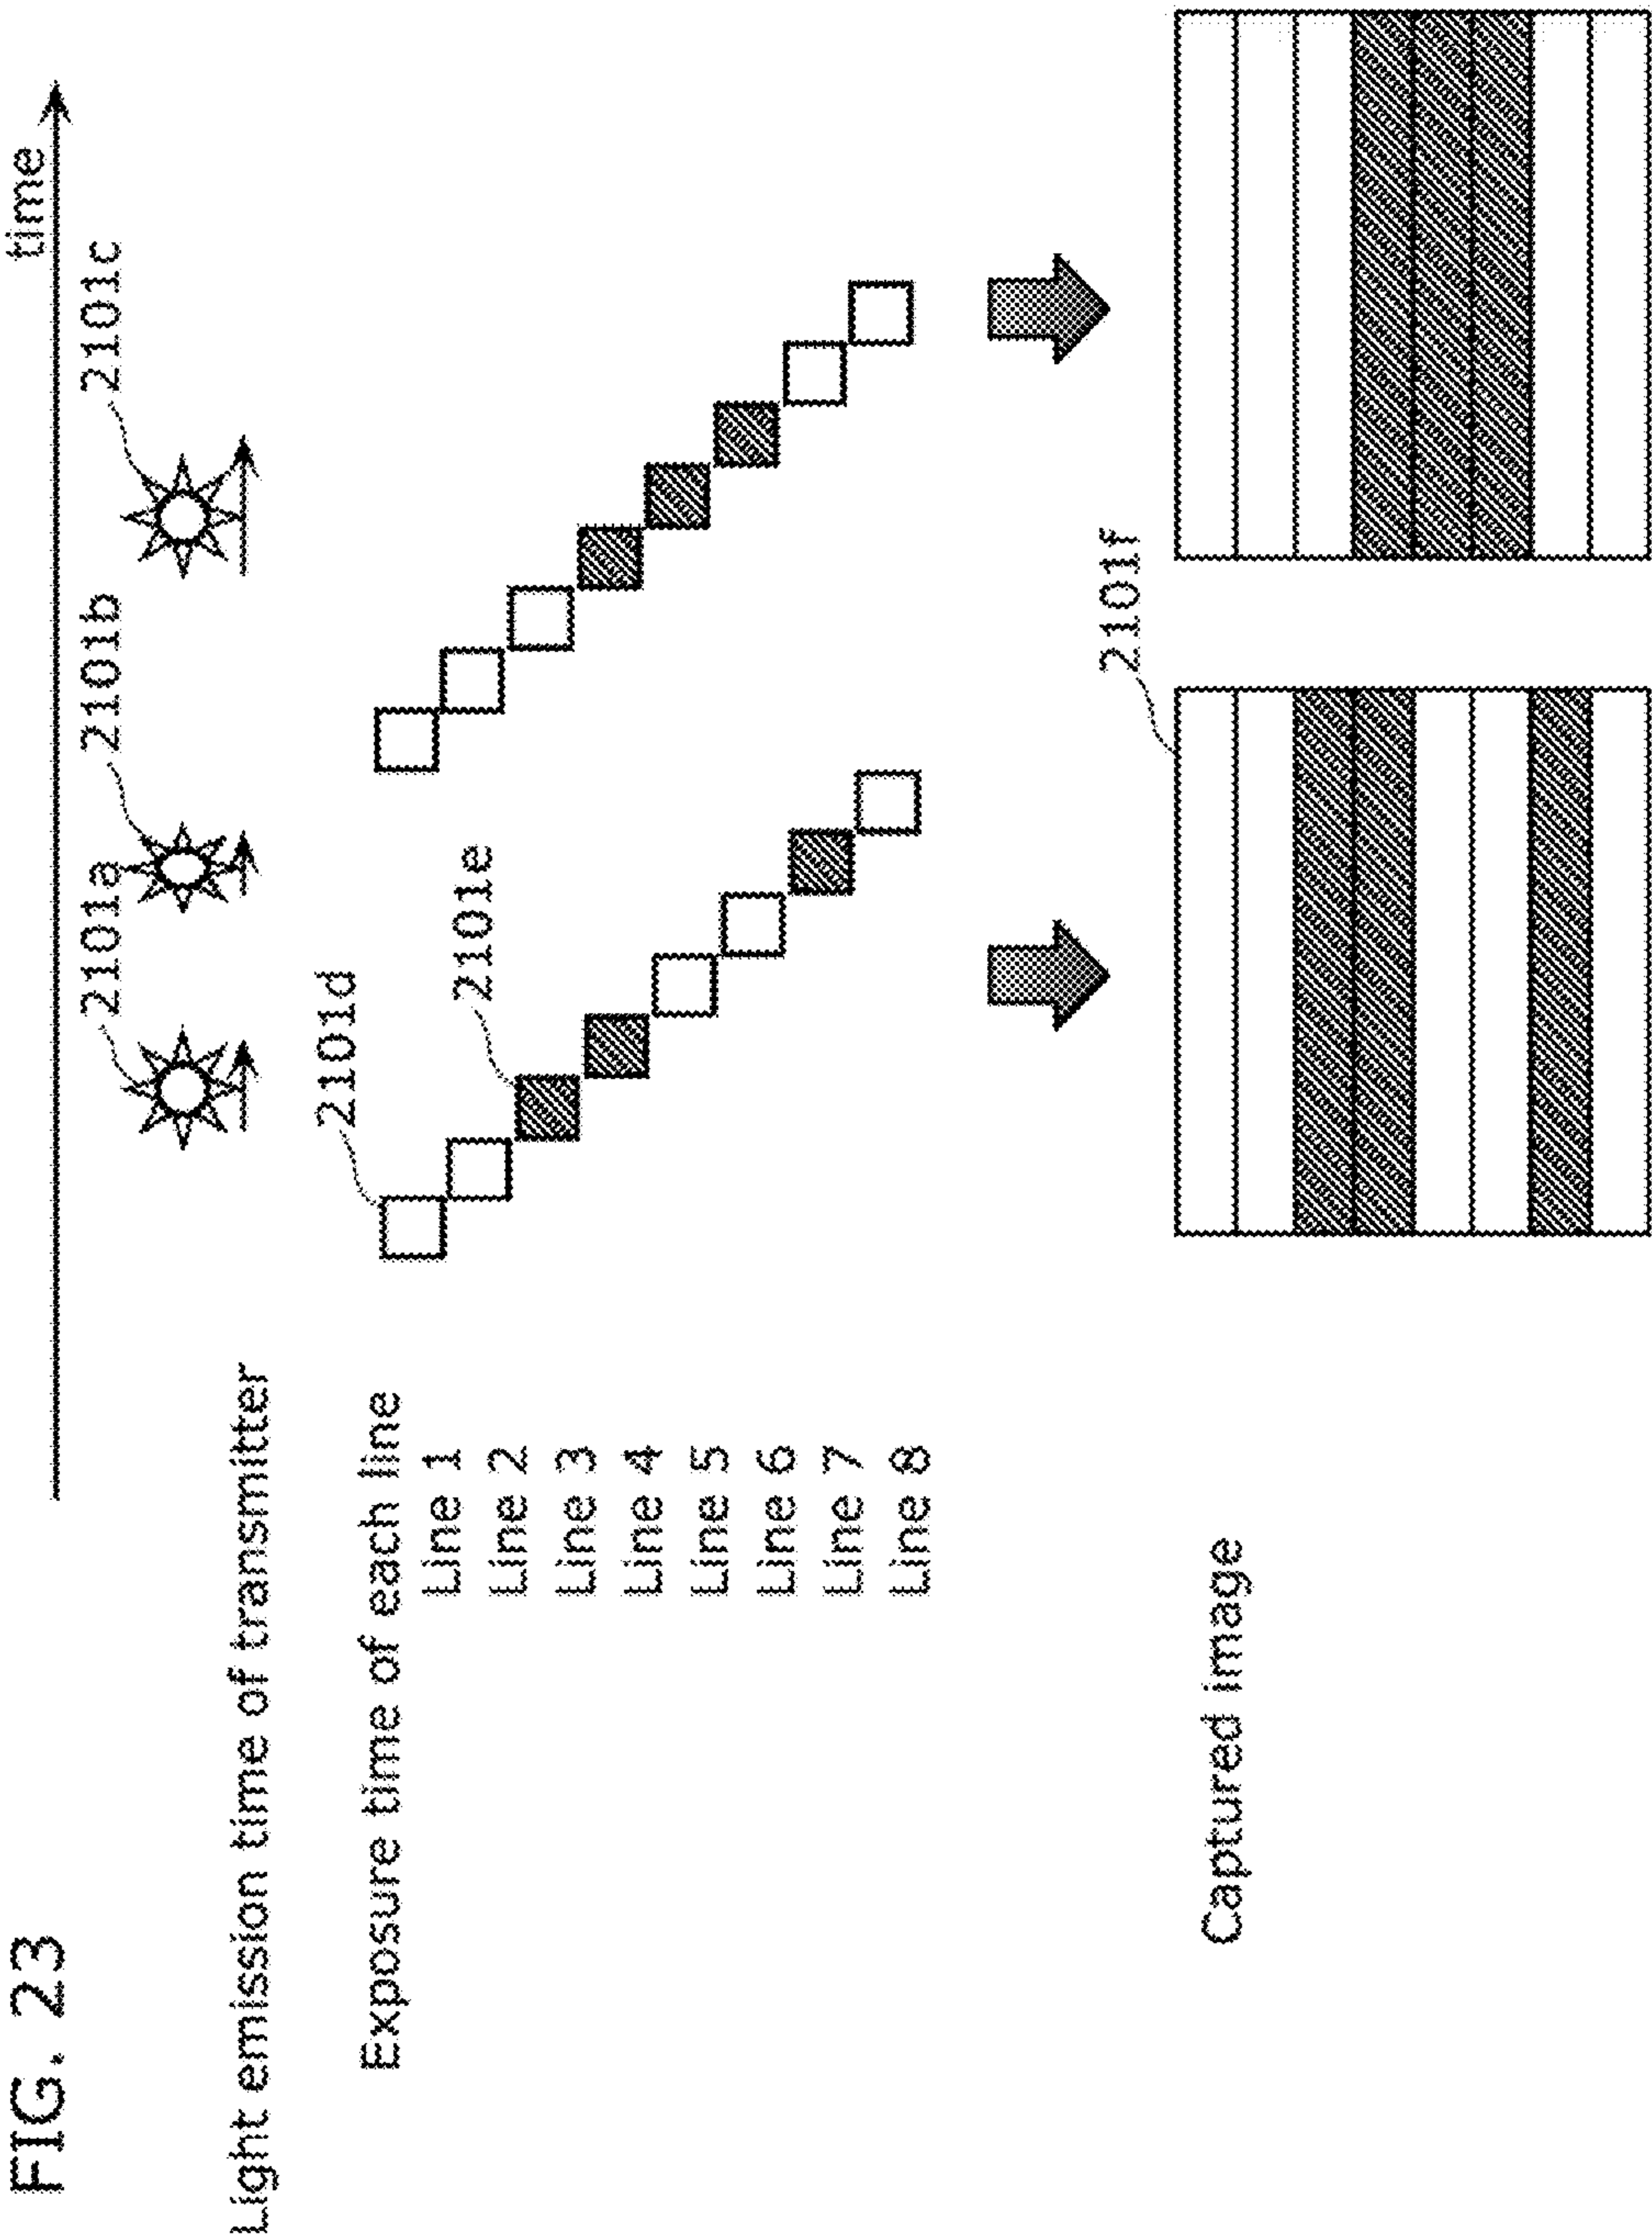 FIG. 23
time
Light emission time of transmitter
2101a
2101b
2101c
Exposure time of each line
2101d
2101e
Line 1
Line 2
Line 3
Line 4
Line 5
Line 6
Line 7
Line 8
Captured image
2101f